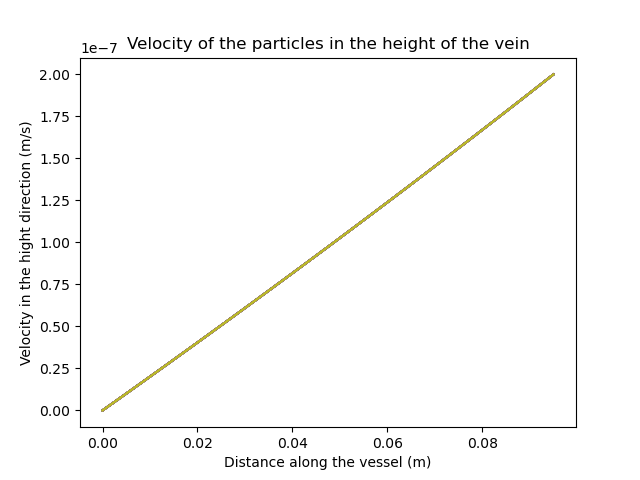 1e−7
Velocity of the particles in the height of the vein
2.00
1.75
1.50
1.25
1.00
0.75
0.50
0.25
0.00
Velocity in the hight direction (m/s)
0.00 0.02 0.04 0.06 0.08
Distance along the vessel (m)